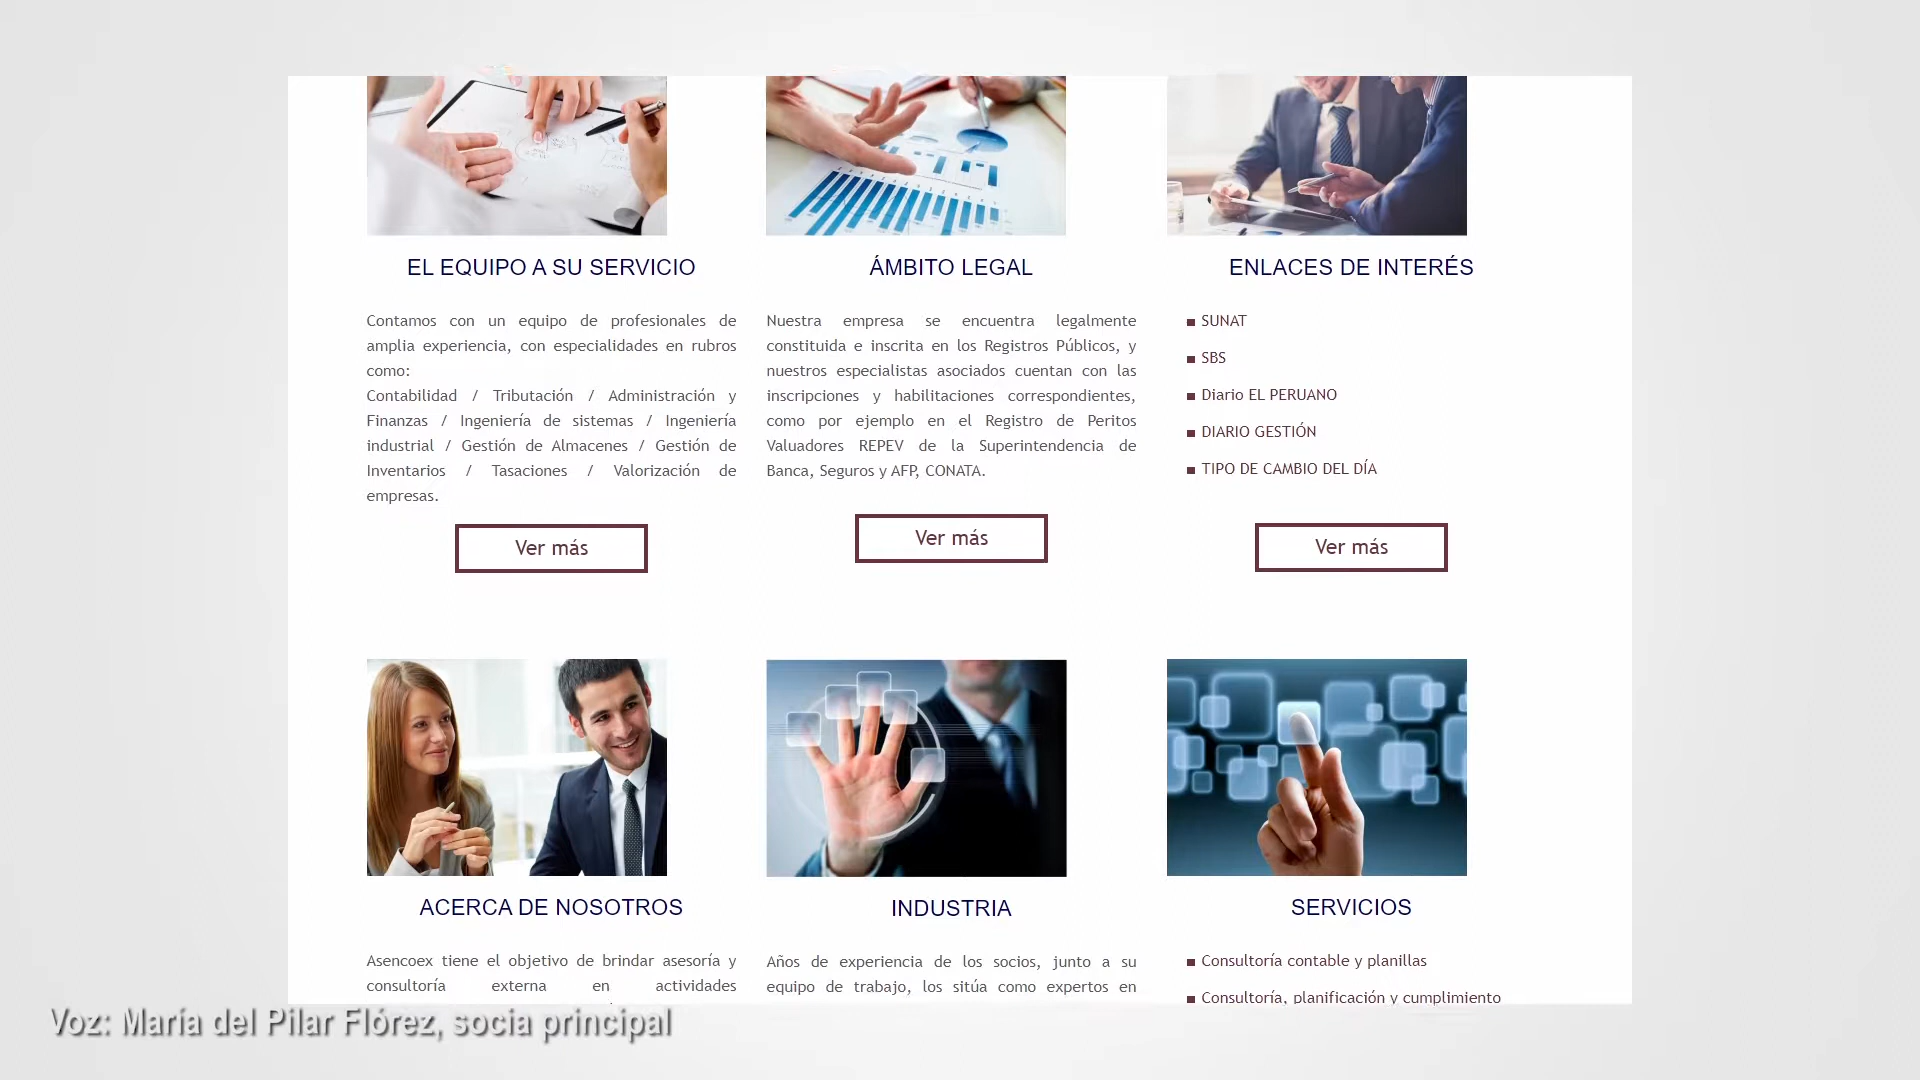 EL EQUIPO A SU SERVICIO
Contamos con un equipo de profesionales de
amplia experiencia, con especialidades en rubros
como:
Contabilidad / Tributación / Administración y
Finanzas / Ingeniería de sistemas / Ingeniería
industrial / Gestión de Almacenes / Gestión de
Inventarios / Tasaciones / Valorización de
empresas.
Ver más
ÁMBITO LEGAL
Nuestra empresa se encuentra legalmente
constituida e inscrita en los Registros Públicos, y
nuestros especialistas asociados cuentan con las
inscripciones y habilitaciones correspondientes,
como por ejemplo en el Registro de Peritos
Valuadores REPEV de la Superintendencia de
Banca, Seguros y AFP, CONATA.
Ver más
ENLACES DE INTERÉS
SUNAT
SBS
Diario EL PERUANO
DIARIO GESTIÓN
TIPO DE CAMBIO DEL DÍA
Ver más
ACERCA DE NOSOTROS
Asencoex tiene el objetivo de brindar asesoría y
consultoría externa en actividades
INDUSTRIA
Años de experiencia de los socios, junto a su
equipo de trabajo, los sitúa como expertos en
SERVICIOS
Consultoría contable y planillas
Consultoría, planificación y cumplimiento
Voz: María del Pilar Flórez, socia principal